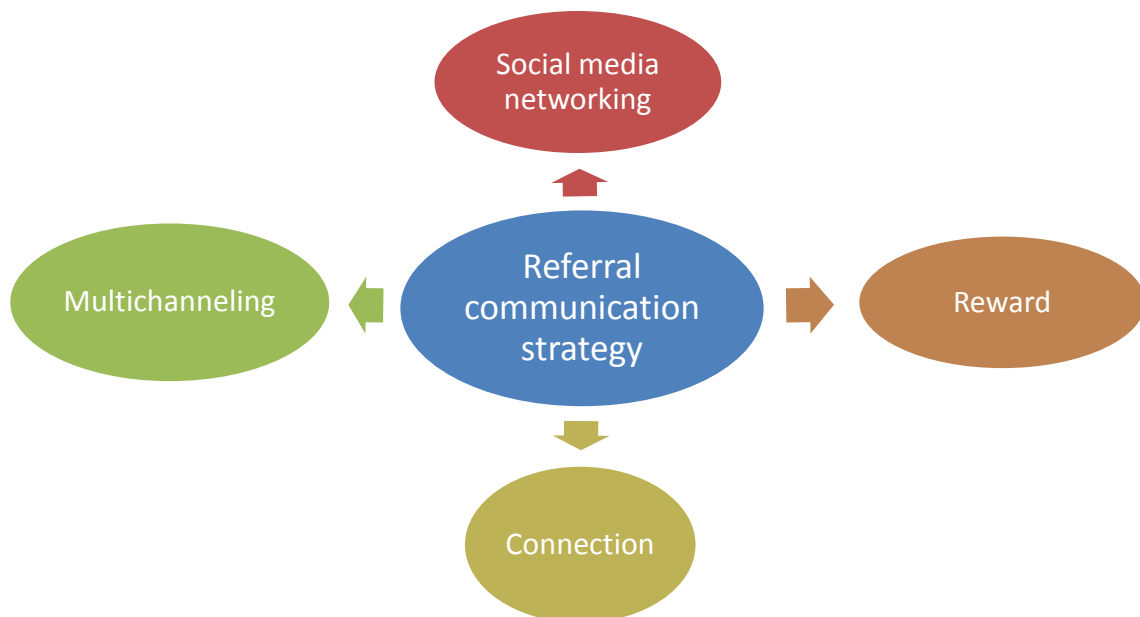 Social media
networking
Multichanneling
Referral
communication
strategy
Reward
Connection